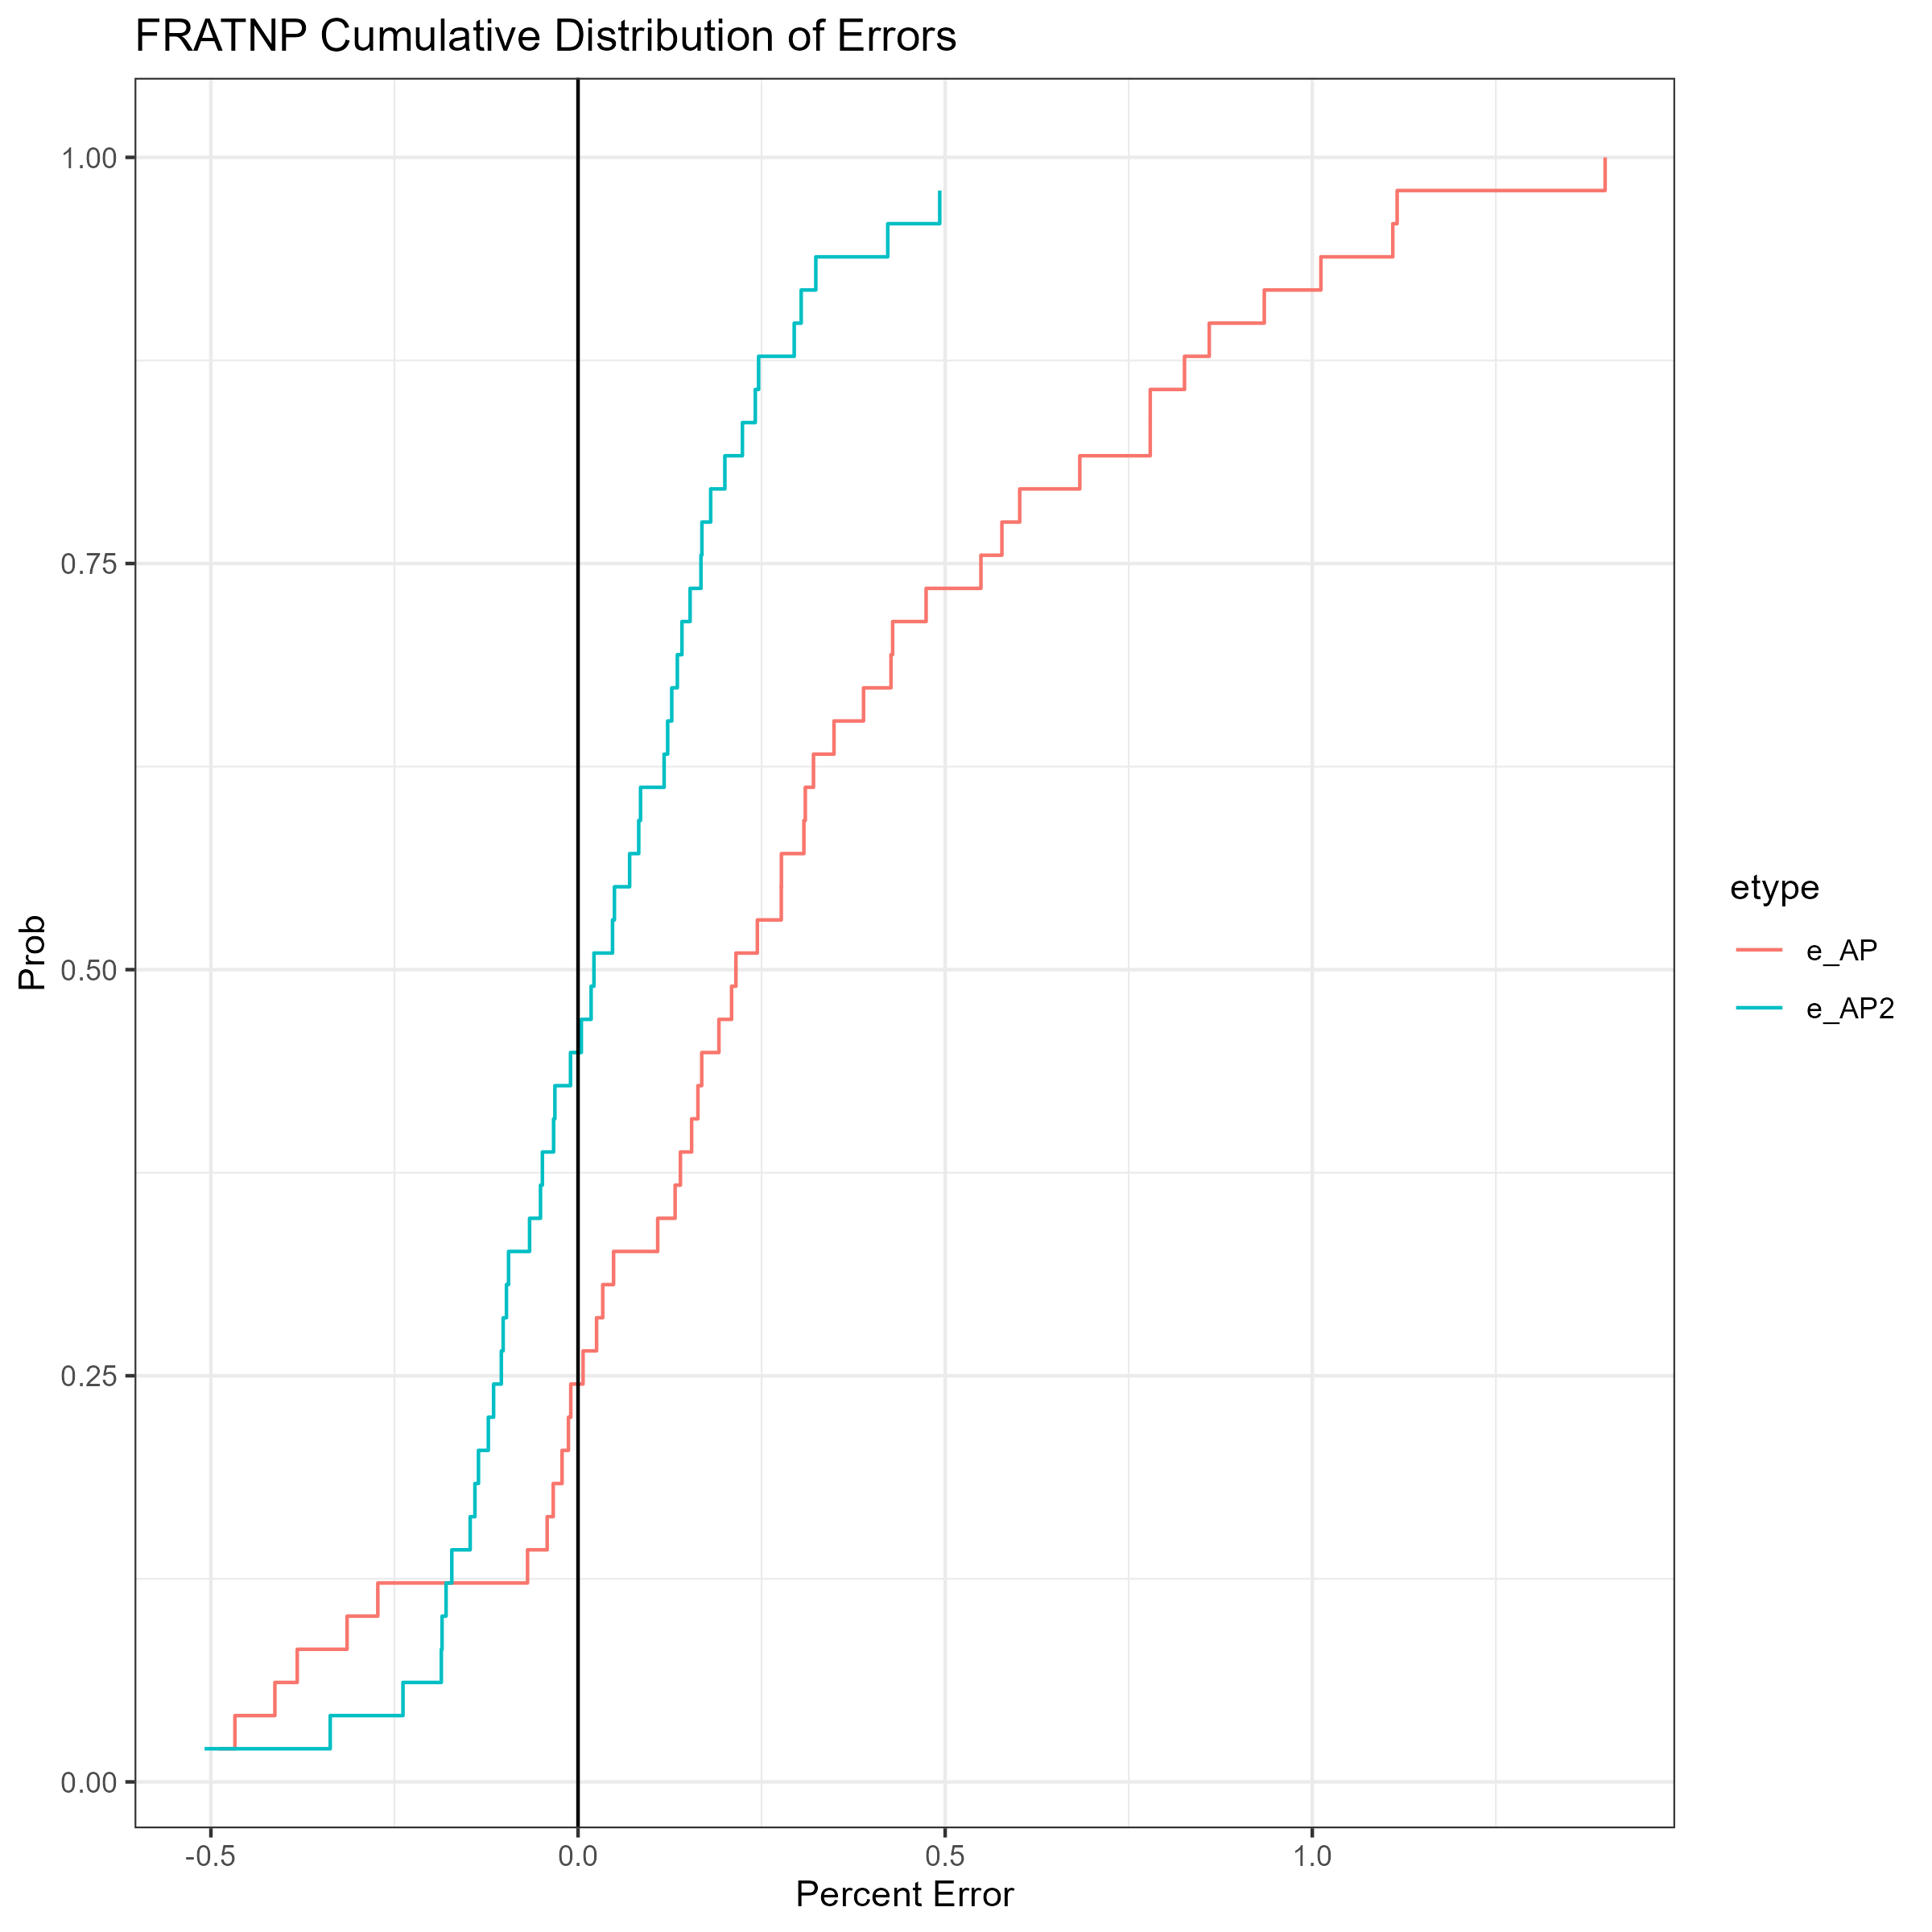 FRATNP Cumulative Distribution of Errors
1.00
0.75
0.50
0.25
0.00
Prob
-0.5 0.0 0.5 1.0
Percent Error
etype
e_AP
e_AP2